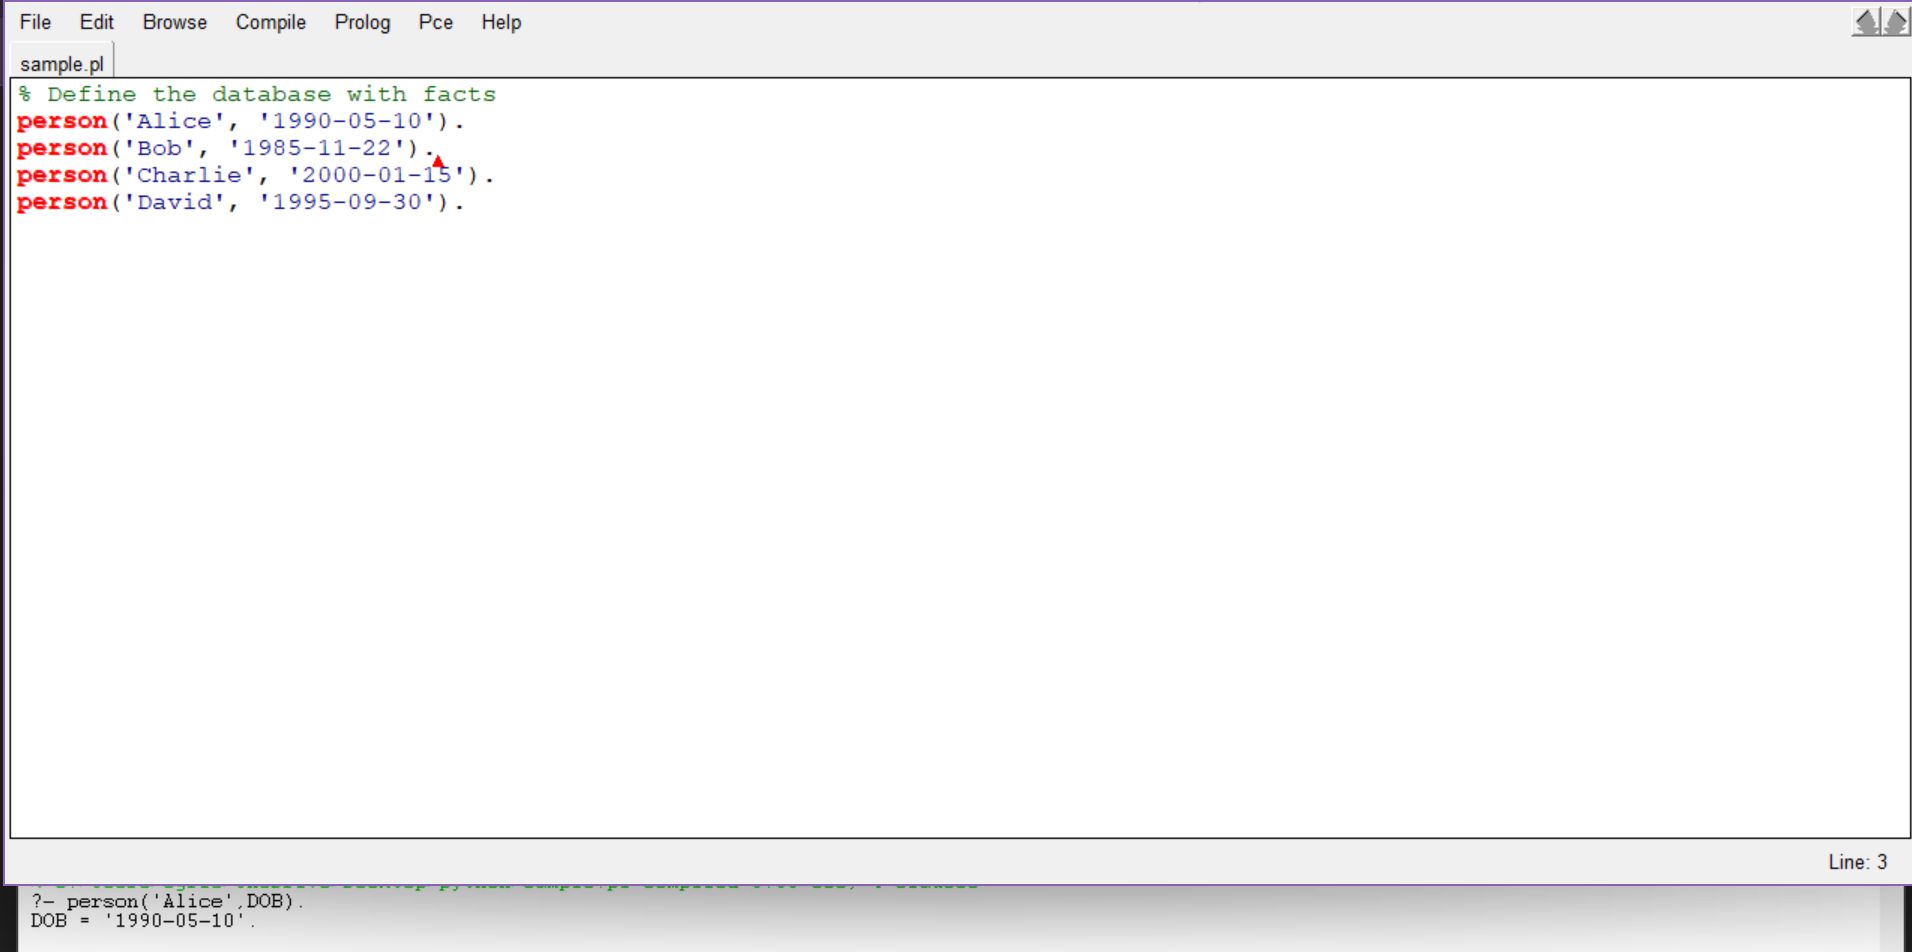 File Edit Browse Compile Prolog Pce Help
sample.pl
% Define the database with facts
person('Alice', '1990-05-10').
person('Bob', '1985-11-22').
person('Charlie', '2000-01-15').
person('David', '1995-09-30').
Line: 3
?- person('Alice',DOB).
DOB = '1990-05-10'.